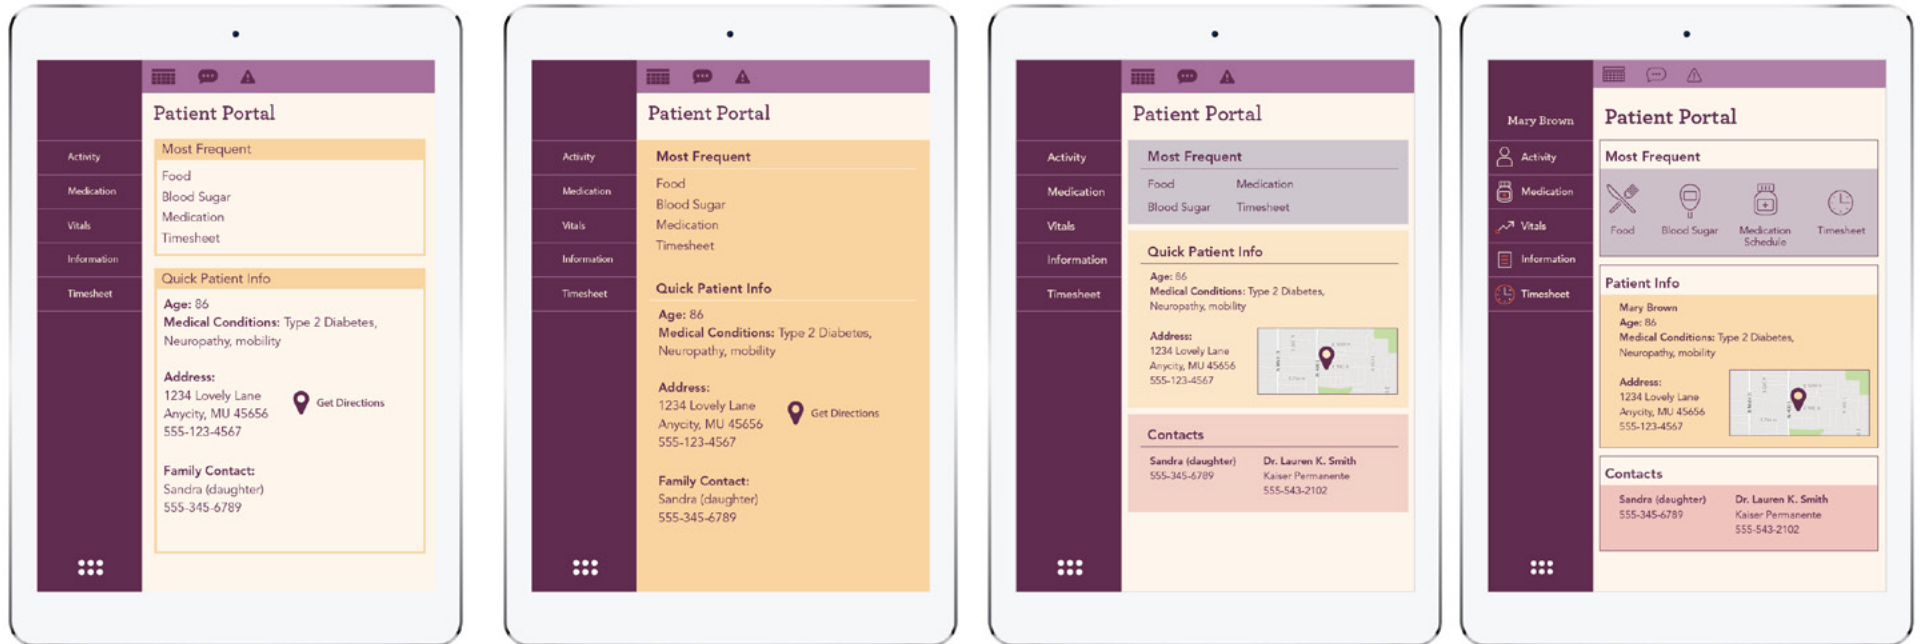 Patient Portal
Activity
Medication
Vitals
Information
Timesheet
Most Frequent
Food
Blood Sugar
Medication
Timesheet
Quick Patient Info
Age: 86
Medical Conditions: Type 2 Diabetes,
Neuropathy, mobility
Address:
1234 Lovely Lane
Anycity, MU 45656
555-123-4567
Get Directions
Family Contact:
Sandra (daughter)
555-345-6789
Patient Portal
Activity
Medication
Vitals
Information
Timesheet
Most Frequent
Food
Blood Sugar
Medication
Timesheet
Quick Patient Info
Age: 86
Medical Conditions: Type 2 Diabetes,
Neuropathy, mobility
Address:
1234 Lovely Lane
Anycity, MU 45656
555-123-4567
Get Directions
Family Contact:
Sandra (daughter)
555-345-6789
Patient Portal
Activity
Medication
Vitals
Information
Timesheet
Most Frequent
Food Medication
Blood Sugar Timesheet
Quick Patient Info
Age: 86
Medical Conditions: Type 2 Diabetes,
Neuropathy, mobility
Address:
1234 Lovely Lane
Anycity, MU 45656
555-123-4567
Contacts
Sandra (daughter)
555-345-6789
Dr. Lauren K. Smith
Kaiser Permanente
555-543-2102
Mary Brown
Activity
Medication
Vitals
Information
Timesheet
Patient Portal
Most Frequent
Food
Blood Sugar
Medication
Schedule
Timesheet
Patient Info
Mary Brown
Age: 86
Medical Conditions: Type 2 Diabetes,
Neuropathy, mobility
Address:
1234 Lovely Lane
Anycity, MU 45656
555-123-4567
Contacts
Sandra (daughter)
555-345-6789
Dr. Lauren K. Smith
Kaiser Permanente
555-543-2102